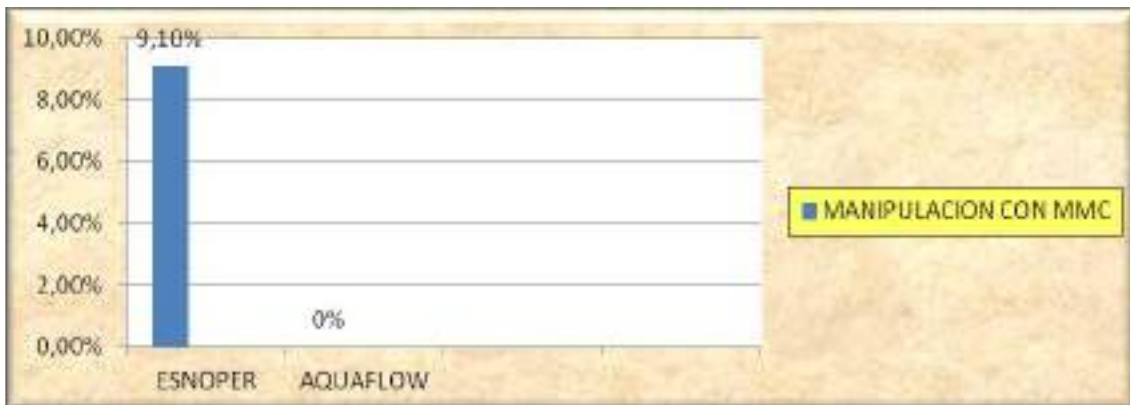 10,00%
9,10%
8,00%
6,00%
4,00%
2,00%
0,00%
0%
ESNOPER
AQUAFLOW
MANIPULACION CON MMC